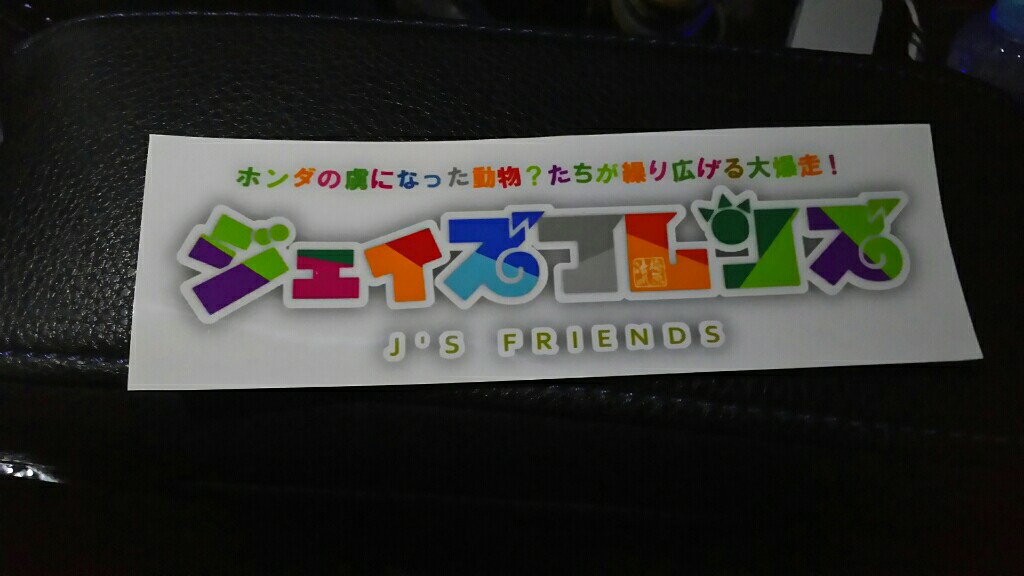 ホンダの虜になった動物？たちが繰り広げる大爆走！
ジェイズフレンズ
J'S FRIENDS